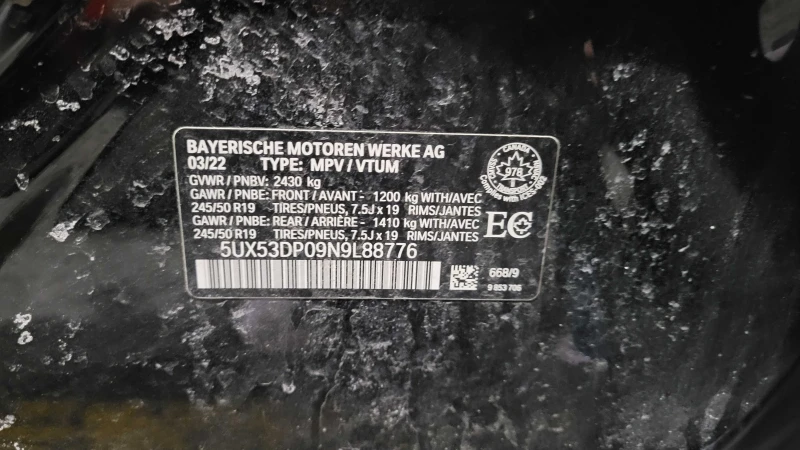 BAYERISCHE MOTOREN WERKE AG
03/22 TYPE: MPV / VTUM
GVWR / PNBV: 2430 kg
GAWR / PNBE: FRONT / AVANT - 1200 kg WITH/AVEC
245/50 R19 TIRES/PNEUS, 7.5J x 19 RIMS/JANTES
GAWR / PNBE: REAR / ARRIÈRE - 1410 kg WITH/AVEC
245/50 R19 TIRES/PNEUS, 7.5J x 19 RIMS/JANTES
5UX53DP09N9L88776
CANADA
978
TRANSPORT
EC
668/9
9 853 706